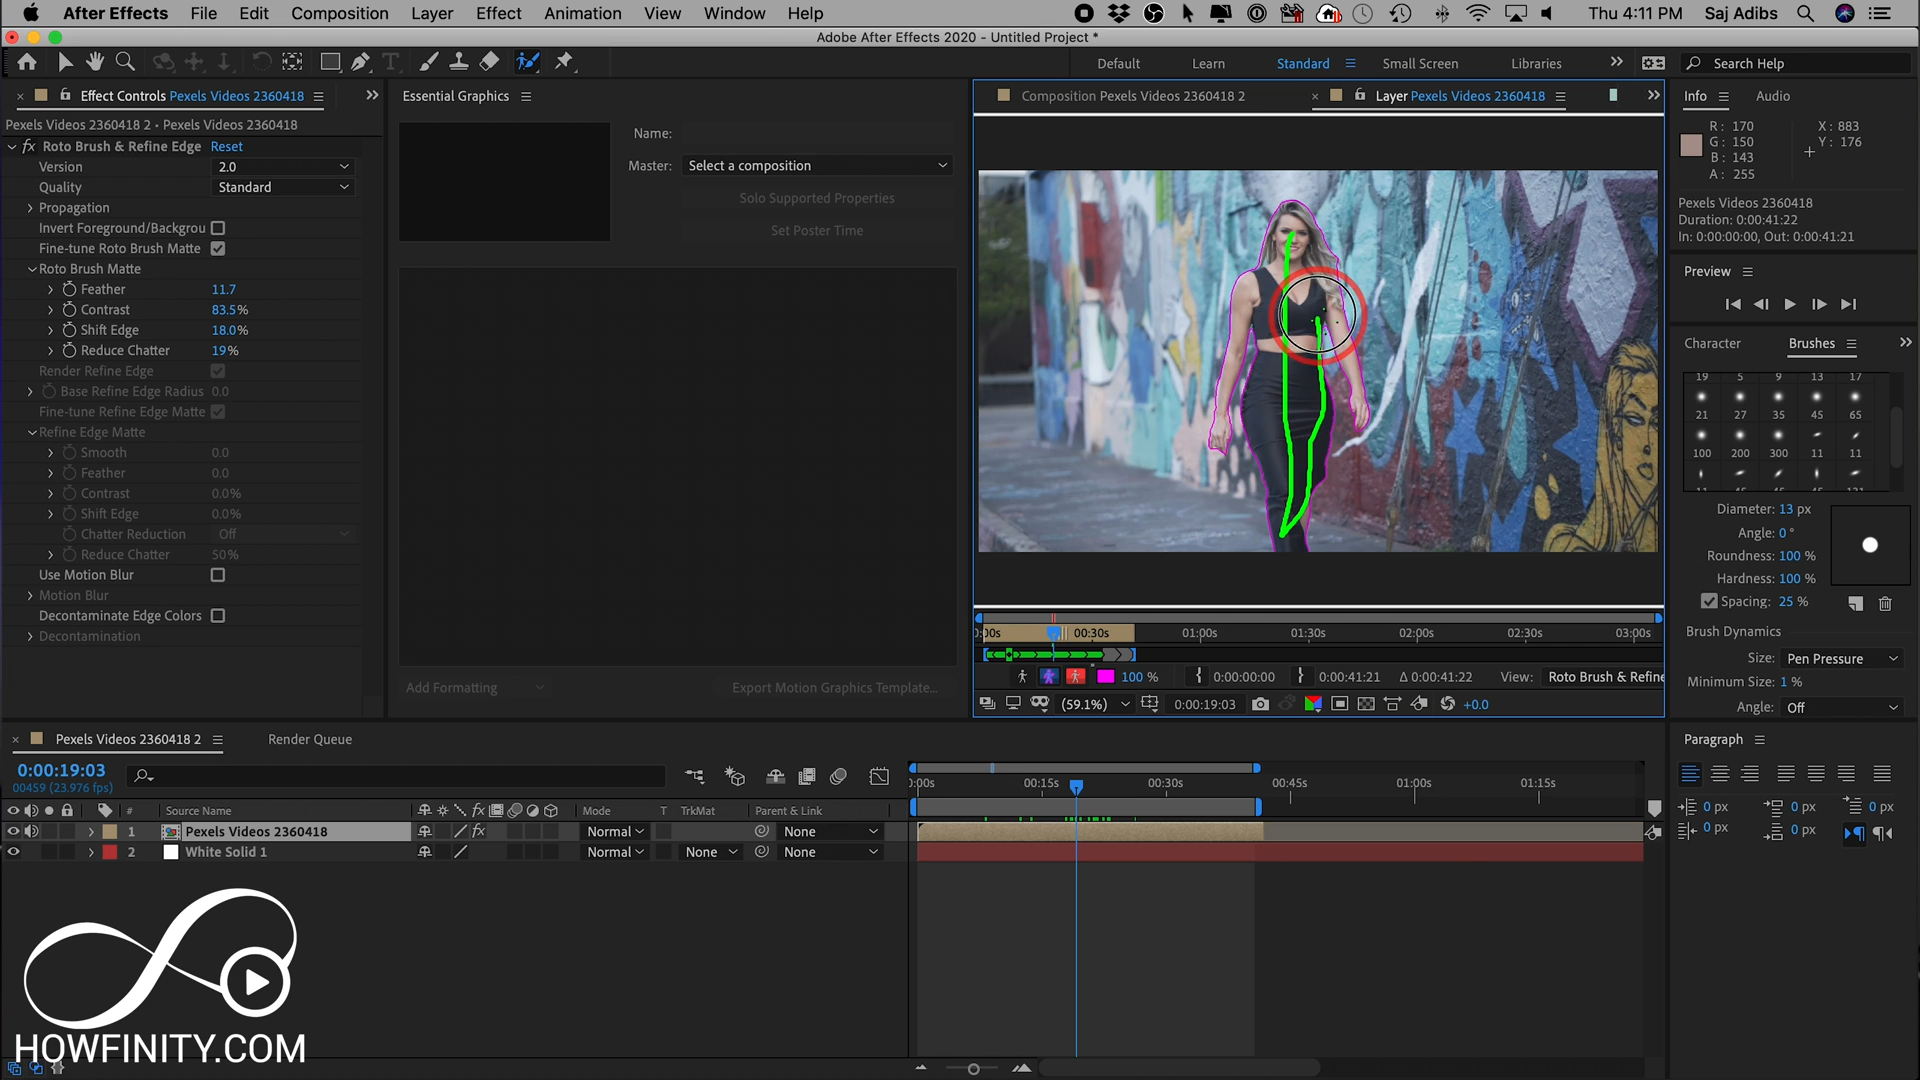 After Effects File Edit Composition Layer Effect Animation View Window Help Thu 4:11 PM Saj Adibs
Adobe After Effects 2020 - Untitled Project *
Default Learn Standard Small Screen Libraries Search Help
Effect Controls Pexels Videos 2360418
Pexels Videos 2360418 2 • Pexels Videos 2360418
fx Roto Brush & Refine Edge Reset
Version 2.0
Quality Standard
Propagation
Invert Foreground/Backgrou
Fine-tune Roto Brush Matte
Roto Brush Matte
Feather 11.7
Contrast 83.5%
Shift Edge 18.0%
Reduce Chatter 19%
Render Refine Edge
Base Refine Edge Radius 0.0
Fine-tune Refine Edge Matte
Refine Edge Matte
Smooth 0.0
Feather 0.0
Contrast 0.0%
Shift Edge 0.0%
Chatter Reduction Off
Reduce Chatter 50%
Use Motion Blur
Motion Blur
Decontaminate Edge Colors
Decontamination
Essential Graphics
Name:
Master: Select a composition
Solo Supported Properties
Set Poster Time
Add Formatting Export Motion Graphics Template...
Composition Pexels Videos 2360418 2 Layer Pexels Videos 2360418
:00s 00:30s 01:00s 01:30s 02:00s 02:30s 03:00s
100 % 0:00:00:00 0:00:41:21 Δ 0:00:41:22 View: Roto Brush & Refine
(59.1%) 0:00:19:03 +0.0
Info Audio
R: 170 X: 883
G: 150 Y: 176
B: 143
A: 255
Pexels Videos 2360418
Duration: 0:00:41:22
In: 0:00:00:00, Out: 0:00:41:21
Preview
Character Brushes
19 5 9 13 17
21 27 35 45 65
100 200 300 11 11
Diameter: 13 px
Angle: 0 °
Roundness: 100 %
Hardness: 100 %
Spacing: 25 %
Brush Dynamics
Size: Pen Pressure
Minimum Size: 1 %
Angle: Off
Paragraph
0 px 0 px 0 px
0 px 0 px
Pexels Videos 2360418 2 Render Queue
0:00:19:03
00459 (23.976 fps)
:00s 00:15s 00:30s 00:45s 01:00s 01:15s
# Source Name fx Mode T TrkMat Parent & Link
1 Pexels Videos 2360418 fx Normal None
2 White Solid 1 Normal None None
HOWFINITY.COM